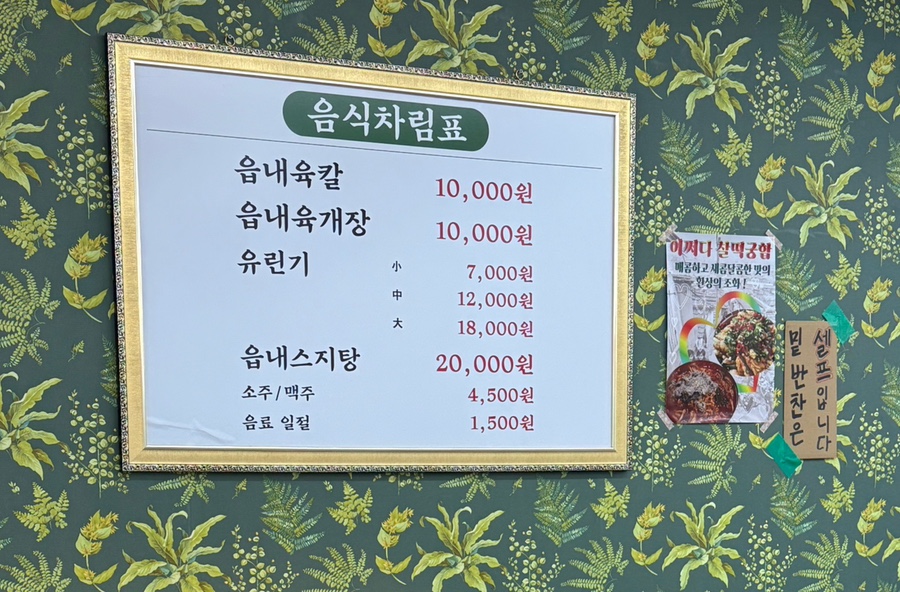 음식차림표
읍내육칼 10,000원
읍내육개장 10,000원
유린기 小 7,000원
中 12,000원
大 18,000원
읍내스지탕 20,000원
소주/맥주 4,500원
음료 일절 1,500원
어쩌다 찰떡궁합
매콤하고 새콤달콤한 맛의
환상의 조화!
밑반찬은
셀프입니다